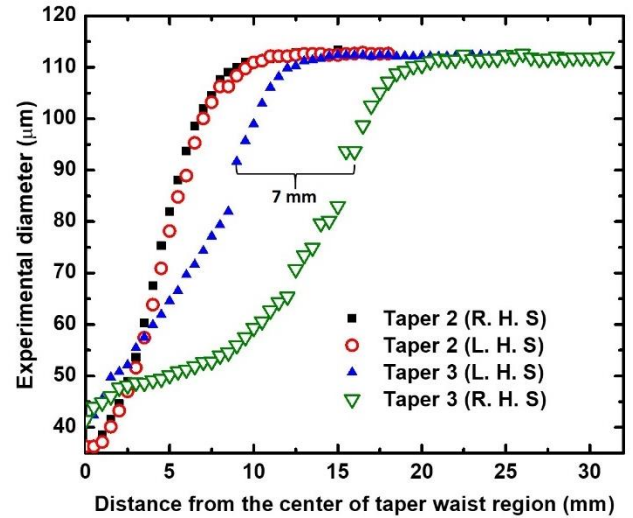 120
110
100
90
80
70
60
50
40
Experimental diameter (μm)
7 mm
Taper 2 (R. H. S)
Taper 2 (L. H. S)
Taper 3 (L. H. S)
Taper 3 (R. H. S)
0 5 10 15 20 25 30
Distance from the center of taper waist region (mm)